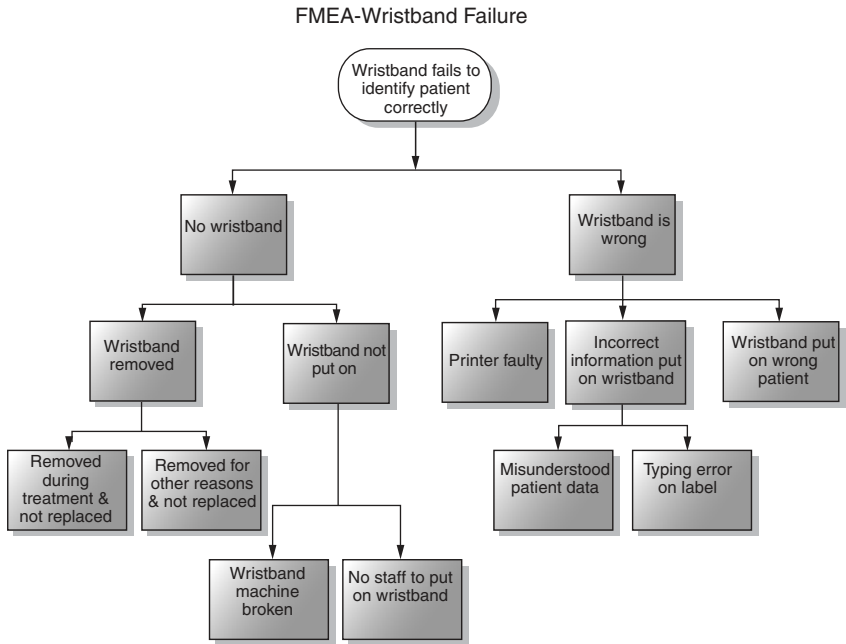 FMEA-Wristband Failure
Wristband fails to
identify patient
correctly
No wristband
Wristband is
wrong
Wristband
removed
Wristband not
put on
Printer faulty
Incorrect
information put
on wristband
Wristband put
on wrong
patient
Removed
during
treatment &
not replaced
Removed for
other reasons
& not replaced
Misunderstood
patient data
Typing error
on label
Wristband
machine
broken
No staff to put
on wristband